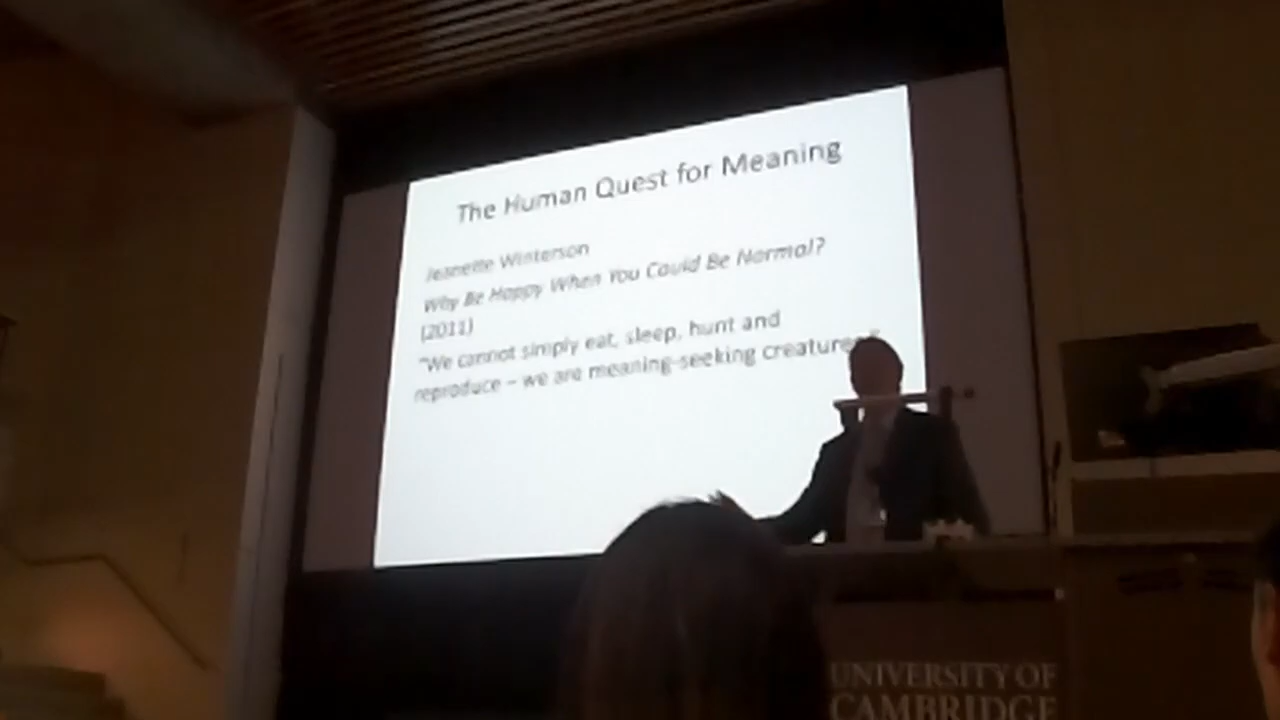 The Human Quest for Meaning
Jeanette Winterson
Why Be Happy When You Could Be Normal?
(2011)
"We cannot simply eat, sleep, hunt and
reproduce – we are meaning-seeking creatures"
UNIVERSITY OF
CAMBRIDGE